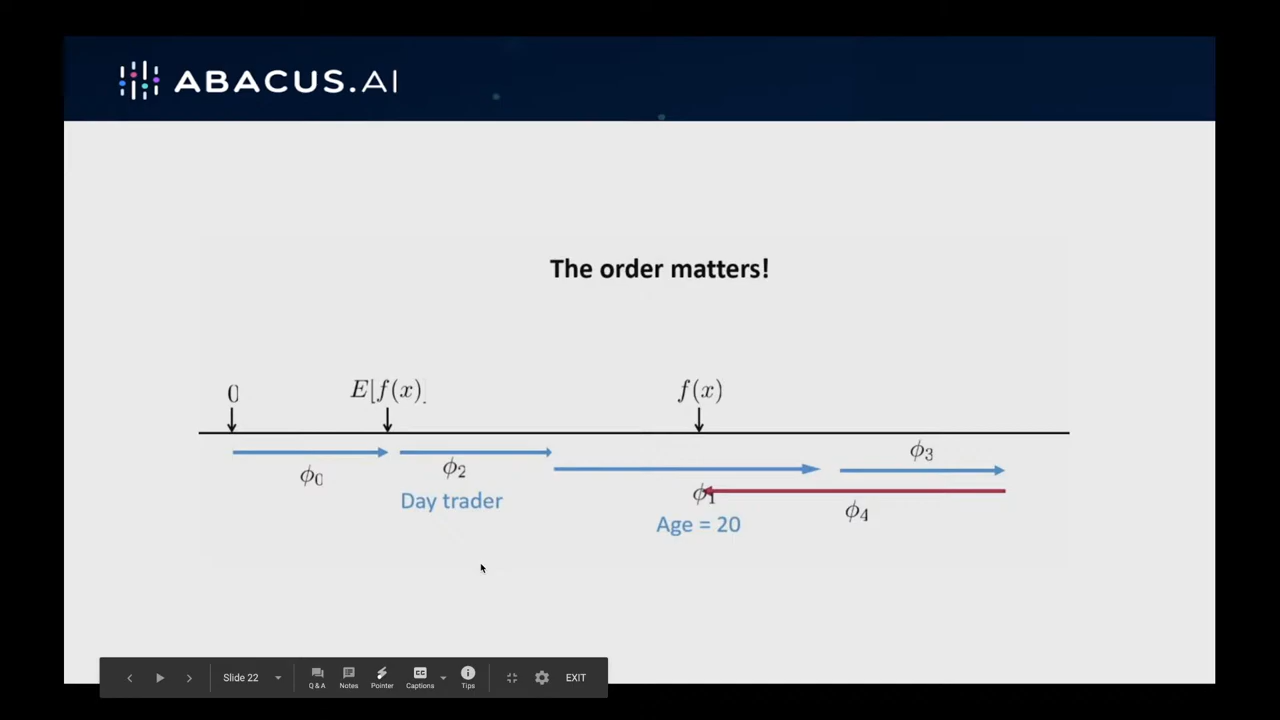 ABACUS.AI
The order matters!
0
E[f(x)]
f(x)
ϕ0
ϕ2
ϕ3
Day trader
ϕ1
ϕ4
Age = 20
Slide 22
Q & A
Notes
Pointer
CC
Captions
Tips
EXIT